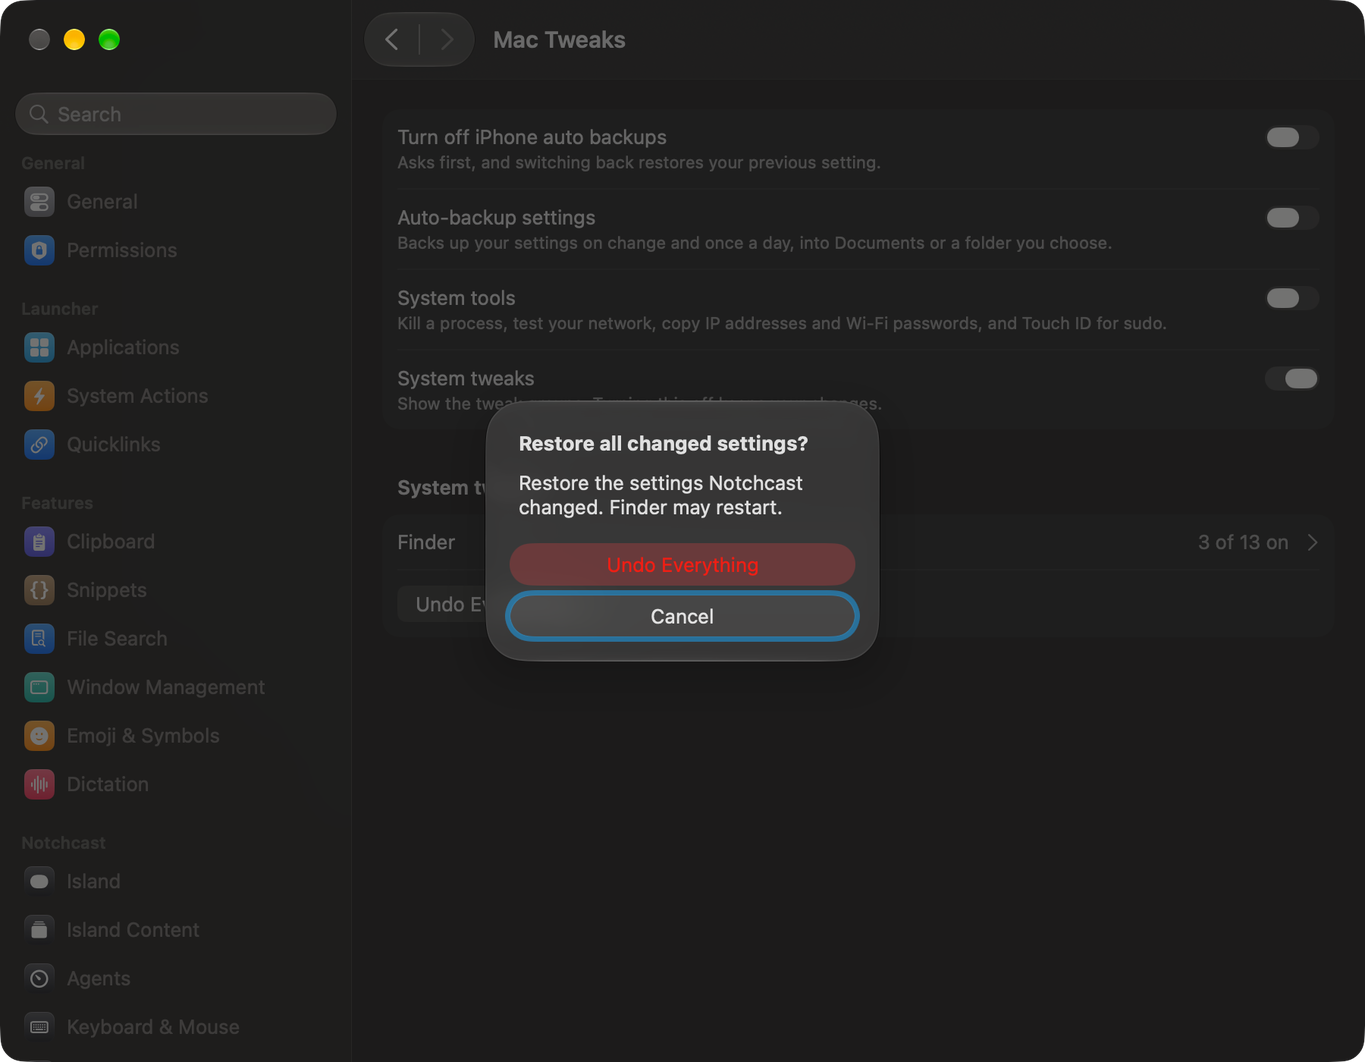 Mac Tweaks
Search
General
General
Permissions
Launcher
Applications
System Actions
Quicklinks
Features
Clipboard
Snippets
File Search
Window Management
Emoji & Symbols
Dictation
Notchcast
Island
Island Content
Agents
Keyboard & Mouse
Turn off iPhone auto backups
Asks first, and switching back restores your previous setting.
Auto-backup settings
Backs up your settings on change and once a day, into Documents or a folder you choose.
System tools
Kill a process, test your network, copy IP addresses and Wi-Fi passwords, and Touch ID for sudo.
System tweaks
Show the
System
Finder
3 of 13 on
Undo
Restore all changed settings?
Restore the settings Notchcast
changed. Finder may restart.
Undo Everything
Cancel